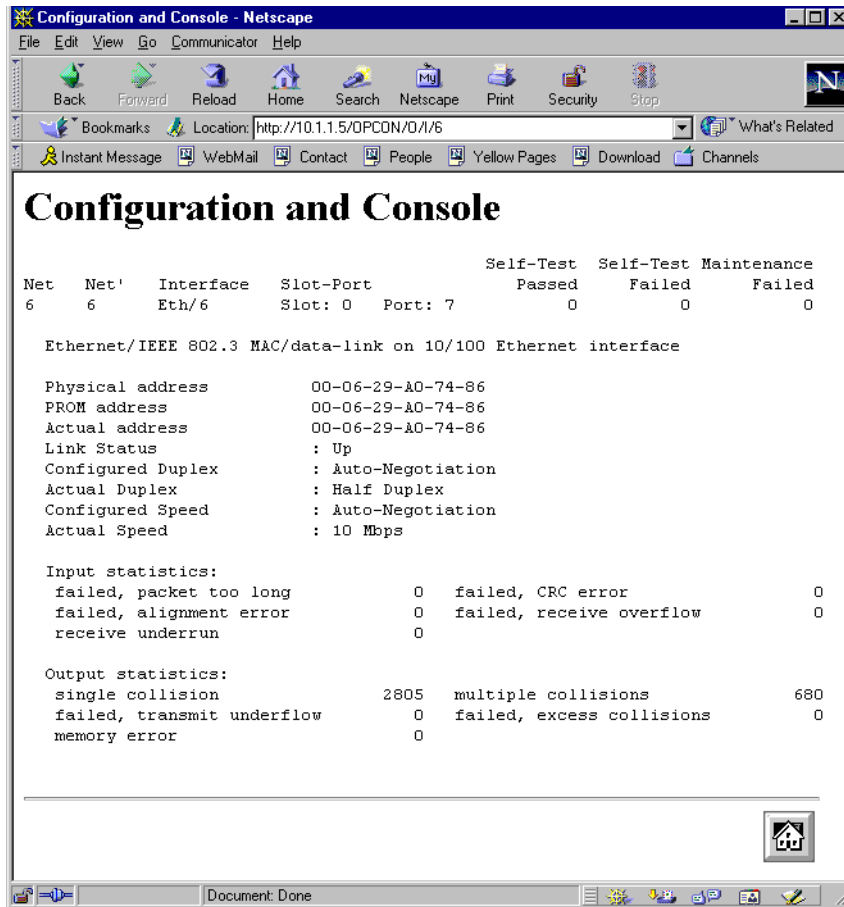 Configuration and Console - Netscape
File Edit View Go Communicator Help
My
N
Back Forward Reload Home Search Netscape Print Security Stop
Bookmarks Location: http://10.1.1.5/OPCON/O/I/6 What's Related
Instant Message WebMail Contact People Yellow Pages Download Channels
Configuration and Console
Self-Test Self-Test Maintenance
Net Net' Interface Slot-Port Passed Failed Failed
6 6 Eth/6 Slot: 0 Port: 7 0 0 0
Ethernet/IEEE 802.3 MAC/data-link on 10/100 Ethernet interface
Physical address 00-06-29-A0-74-86
PROM address 00-06-29-A0-74-86
Actual address 00-06-29-A0-74-86
Link Status : Up
Configured Duplex : Auto-Negotiation
Actual Duplex : Half Duplex
Configured Speed : Auto-Negotiation
Actual Speed : 10 Mbps
Input statistics:
failed, packet too long 0 failed, CRC error 0
failed, alignment error 0 failed, receive overflow 0
receive underrun 0
Output statistics:
single collision 2805 multiple collisions 680
failed, transmit underflow 0 failed, excess collisions 0
memory error 0
Document: Done